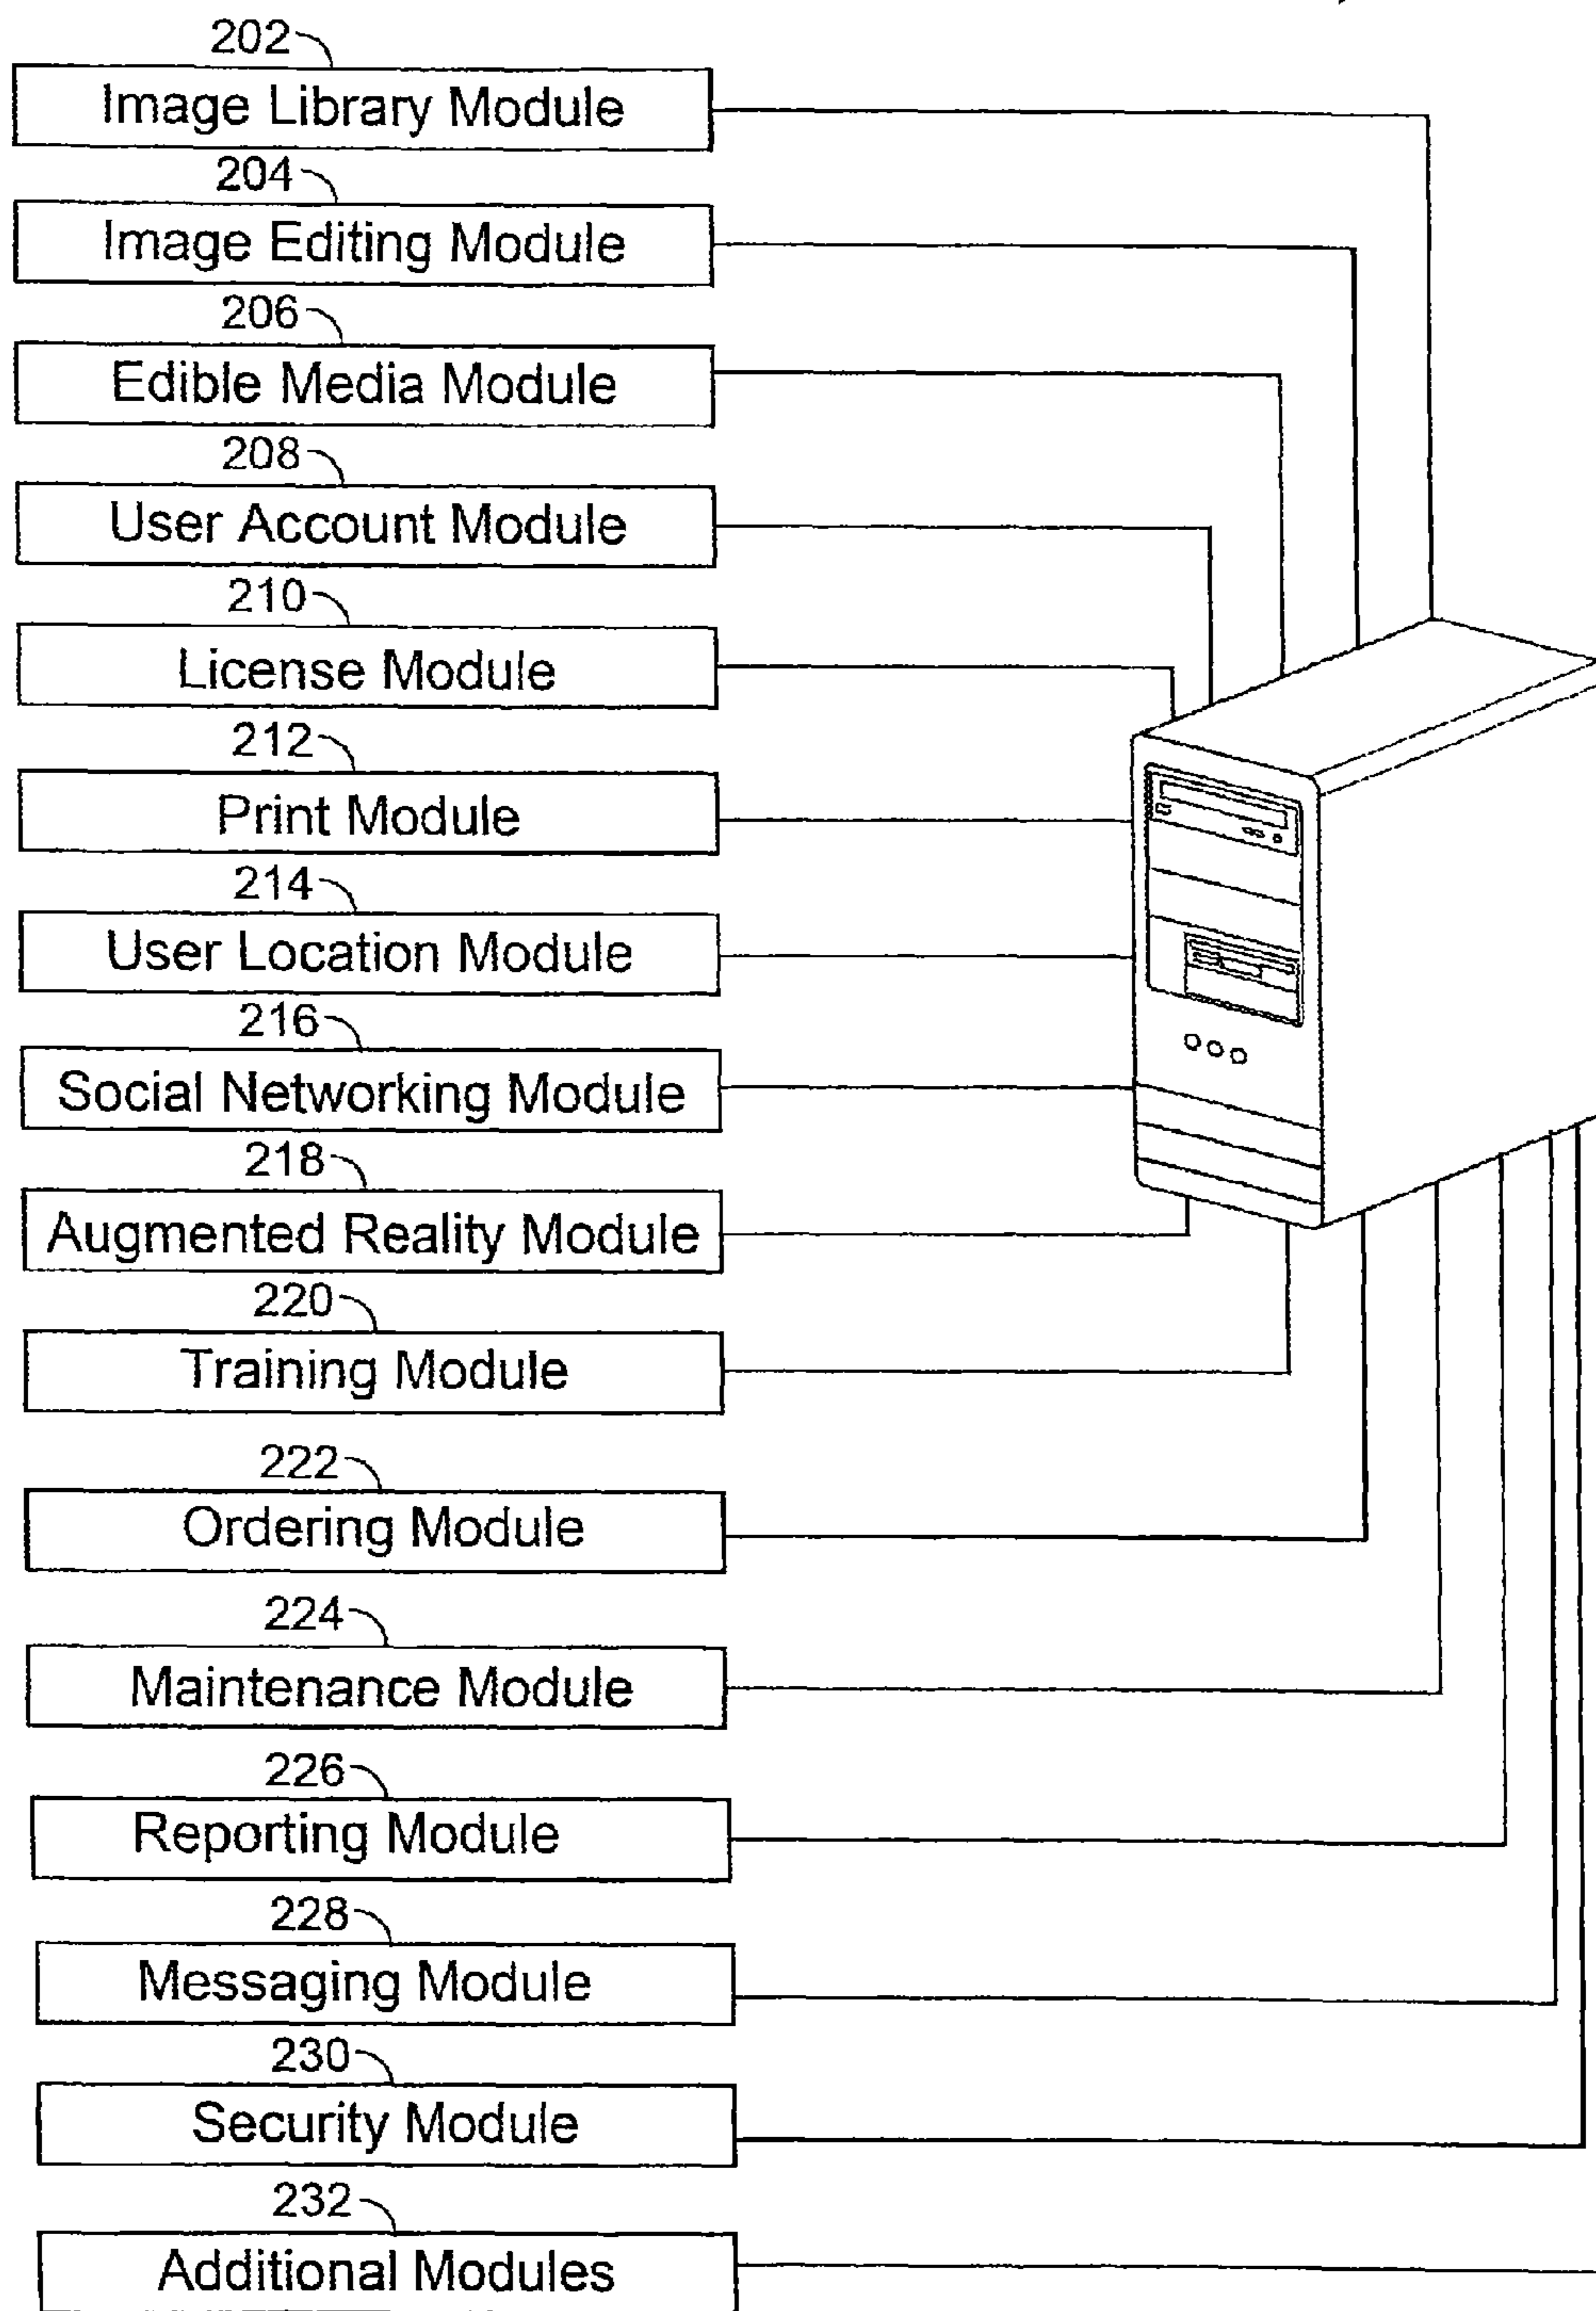 202
Image Library Module
204
Image Editing Module
206
Edible Media Module
208
User Account Module
210
License Module
212
Print Module
214
User Location Module
216
Social Networking Module
218
Augmented Reality Module
220
Training Module
222
Ordering Module
224
Maintenance Module
226
Reporting Module
228
Messaging Module
230
Security Module
232
Additional Modules